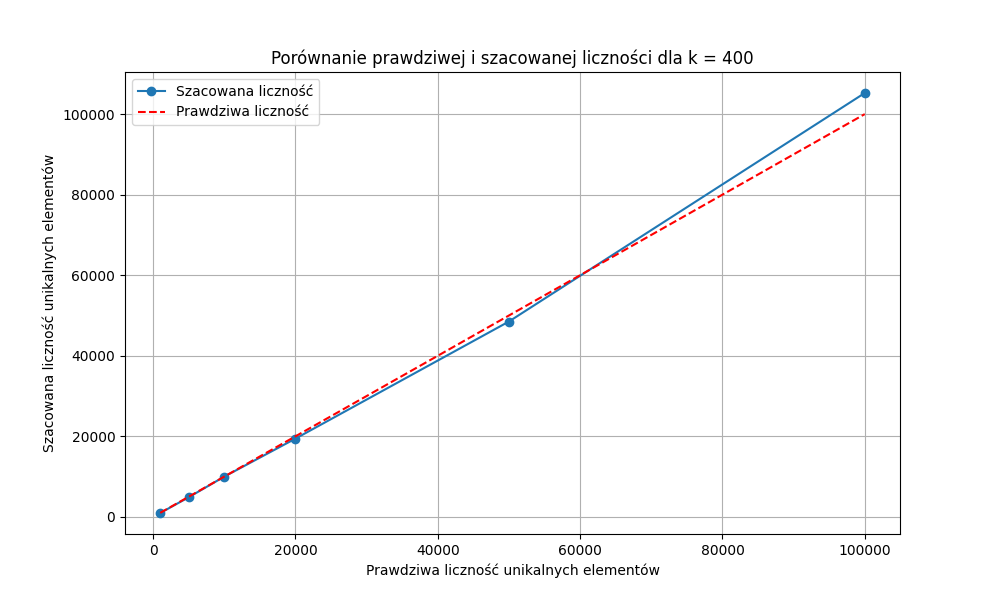 Porównanie prawdziwej i szacowanej liczności dla k = 400
Szacowana liczność
Prawdziwa liczność
Szacowana liczność unikalnych elementów
100000
80000
60000
40000
20000
0
0 20000 40000 60000 80000 100000
Prawdziwa liczność unikalnych elementów